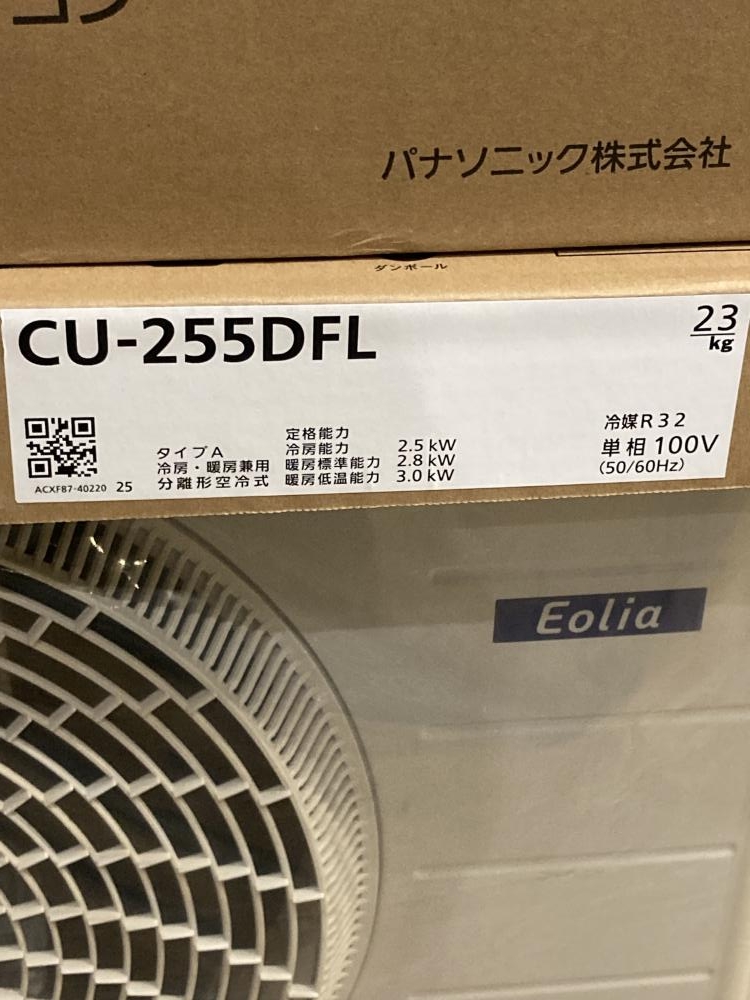 コン
パナソニック株式会社
ダンボール
CU-255DFL
23
kg
定格能力
タイプA 冷房能力 2.5 kW
冷房・暖房兼用 暖房標準能力 2.8 kW
分離形空冷式 暖房低温能力 3.0 kW
冷媒R32
単相 100V
(50/60Hz)
ACXF87-40220 25
Eolia